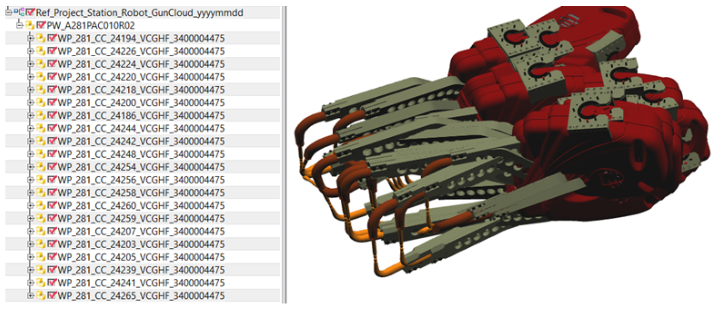 Ref_Project_Station_Robot_GunCloud_yyyymmdd
PW_A281PAC010R02
WP_281_CC_24194_VCGHF_3400004475
WP_281_CC_24226_VCGHF_3400004475
WP_281_CC_24224_VCGHF_3400004475
WP_281_CC_24220_VCGHF_3400004475
WP_281_CC_24218_VCGHF_3400004475
WP_281_CC_24200_VCGHF_3400004475
WP_281_CC_24186_VCGHF_3400004475
WP_281_CC_24244_VCGHF_3400004475
WP_281_CC_24242_VCGHF_3400004475
WP_281_CC_24248_VCGHF_3400004475
WP_281_CC_24254_VCGHF_3400004475
WP_281_CC_24256_VCGHF_3400004475
WP_281_CC_24258_VCGHF_3400004475
WP_281_CC_24260_VCGHF_3400004475
WP_281_CC_24259_VCGHF_3400004475
WP_281_CC_24207_VCGHF_3400004475
WP_281_CC_24203_VCGHF_3400004475
WP_281_CC_24205_VCGHF_3400004475
WP_281_CC_24239_VCGHF_3400004475
WP_281_CC_24241_VCGHF_3400004475
WP_281_CC_24265_VCGHF_3400004475